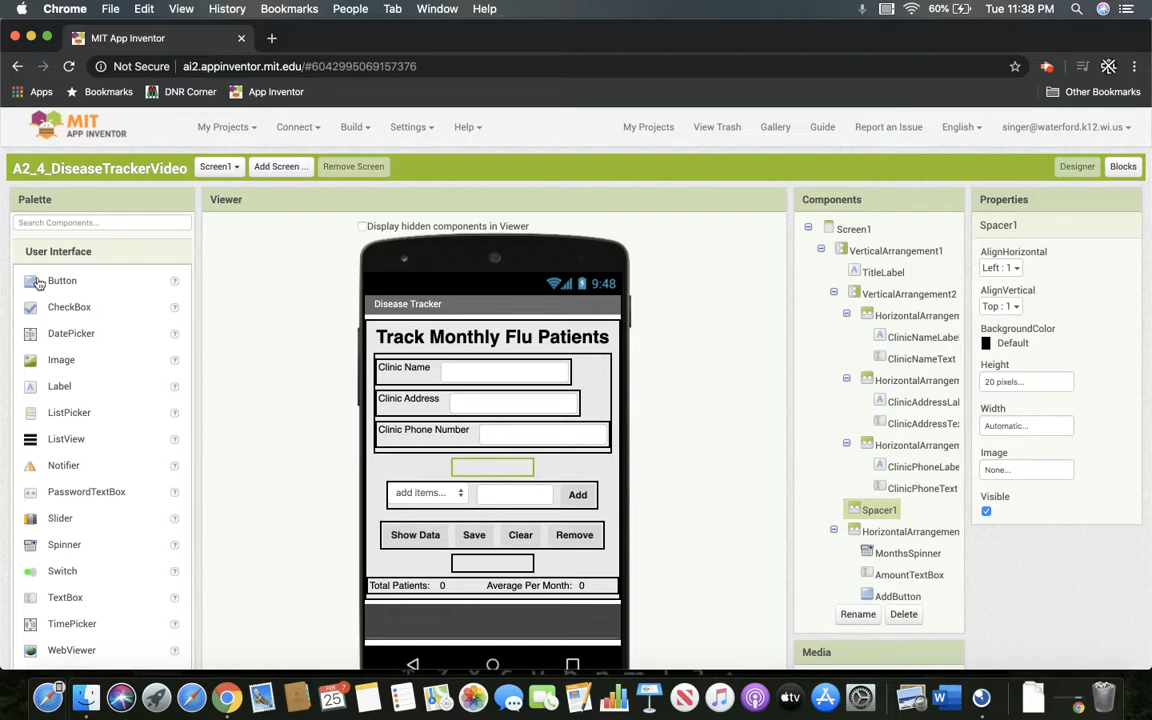 Chrome File Edit View History Bookmarks People Tab Window Help 60% Tue 11:38 PM
MIT App Inventor
Not Secure ai2.appinventor.mit.edu/#6042995069157376
Apps Bookmarks DNR Corner App Inventor Other Bookmarks
MIT APP INVENTOR My Projects Connect Build Settings Help My Projects View Trash Gallery Guide Report an Issue English singer@waterford.k12.wi.us
A2_4_DiseaseTrackerVideo Screen1 Add Screen ... Remove Screen Designer Blocks
Palette Viewer Components Properties
Search Components...
Display hidden components in Viewer
Screen1
Spacer1
User Interface
VerticalArrangement1
AlignHorizontal
Left : 1
Button
CheckBox
DatePicker
Image
Label
ListPicker
ListView
Notifier
PasswordTextBox
Slider
Spinner
Switch
TextBox
TimePicker
WebViewer
9:48
Disease Tracker
Track Monthly Flu Patients
Clinic Name
Clinic Address
Clinic Phone Number
add items... Add
Show Data Save Clear Remove
Total Patients: 0 Average Per Month: 0
TitleLabel
VerticalArrangement2
HorizontalArrangem
ClinicNameLabe
ClinicNameText
HorizontalArrangem
ClinicAddressLa
ClinicAddressTe
HorizontalArrangem
ClinicPhoneLabe
ClinicPhoneText
Spacer1
HorizontalArrangemen
MonthsSpinner
AmountTextBox
AddButton
Rename Delete
Media
AlignVertical
Top : 1
BackgroundColor
Default
Height
20 pixels...
Width
Automatic...
Image
None...
Visible